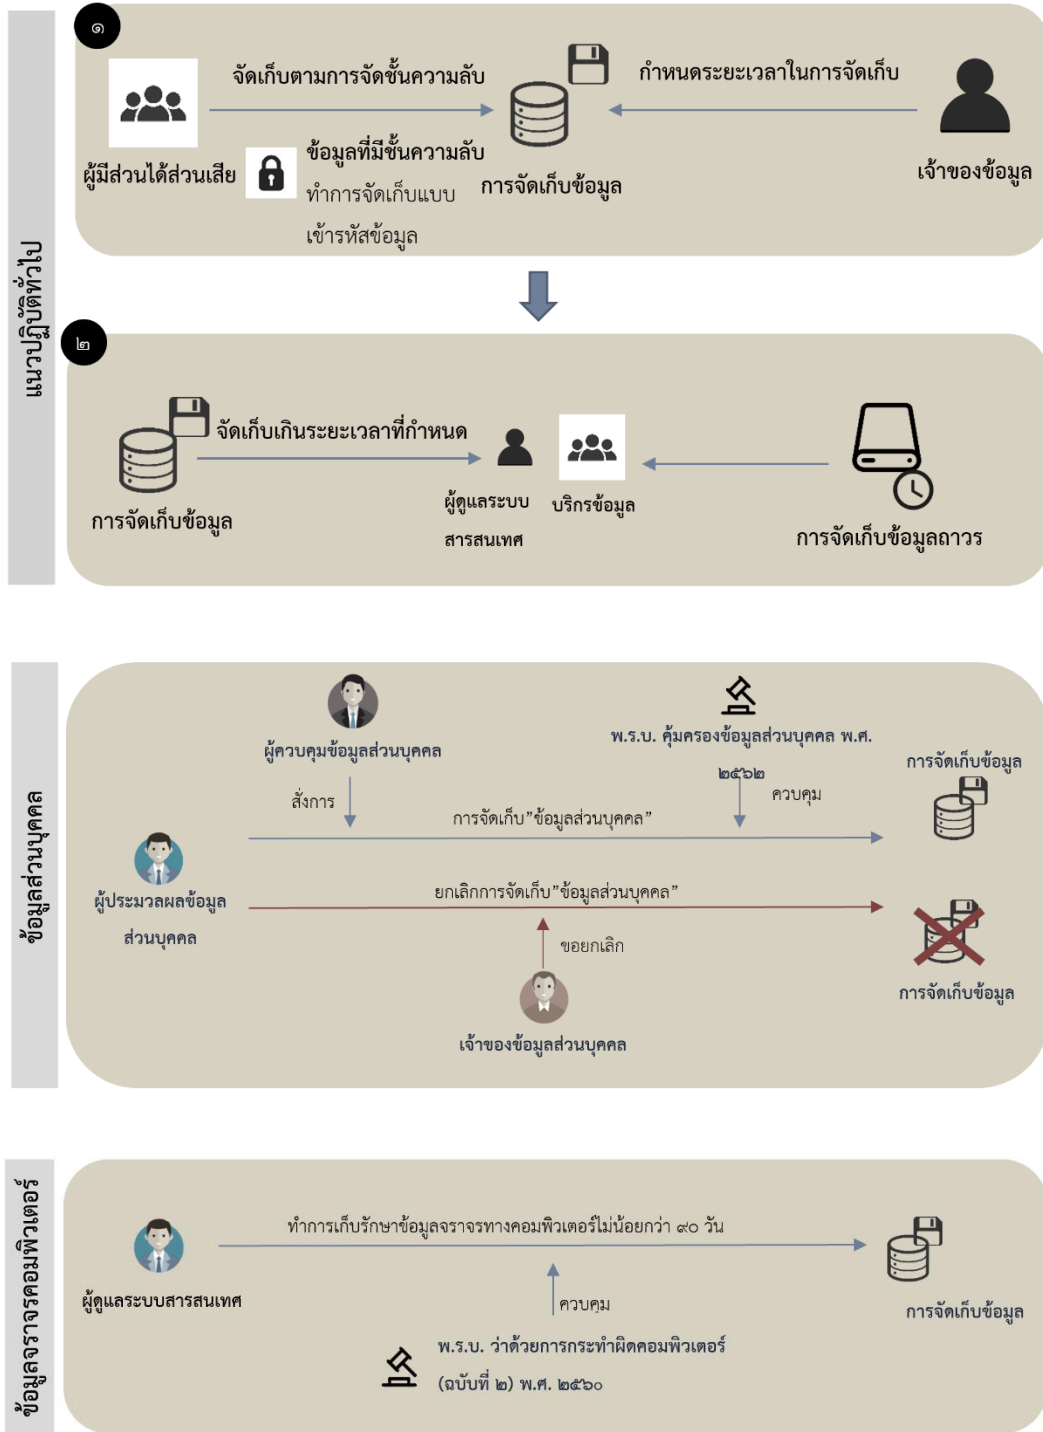 แนวปฏิบัติทั่วไป
๑
จัดเก็บตามการจัดชั้นความลับ
กำหนดระยะเวลาในการจัดเก็บ
ผู้มีส่วนได้ส่วนเสีย
ข้อมูลที่มีชั้นความลับ
ทำการจัดเก็บแบบ
เข้ารหัสข้อมูล
การจัดเก็บข้อมูล
เจ้าของข้อมูล
๒
จัดเก็บเกินระยะเวลาที่กำหนด
การจัดเก็บข้อมูล
ผู้ดูแลระบบ
สารสนเทศ
บริกรข้อมูล
การจัดเก็บข้อมูลถาวร
ข้อมูลส่วนบุคคล
ผู้ควบคุมข้อมูลส่วนบุคคล
พ.ร.บ. คุ้มครองข้อมูลส่วนบุคคล พ.ศ.
๒๕๖๒
การจัดเก็บข้อมูล
สั่งการ
ควบคุม
การจัดเก็บ"ข้อมูลส่วนบุคคล"
ผู้ประมวลผลข้อมูล
ส่วนบุคคล
ยกเลิกการจัดเก็บ"ข้อมูลส่วนบุคคล"
ขอยกเลิก
การจัดเก็บข้อมูล
เจ้าของข้อมูลส่วนบุคคล
ข้อมูลจราจรคอมพิวเตอร์
ทำการเก็บรักษาข้อมูลจราจรทางคอมพิวเตอร์ไม่น้อยกว่า ๙๐ วัน
ผู้ดูแลระบบสารสนเทศ
ควบคุม
การจัดเก็บข้อมูล
พ.ร.บ. ว่าด้วยการกระทำผิดคอมพิวเตอร์
(ฉบับที่ ๒) พ.ศ. ๒๕๖๐